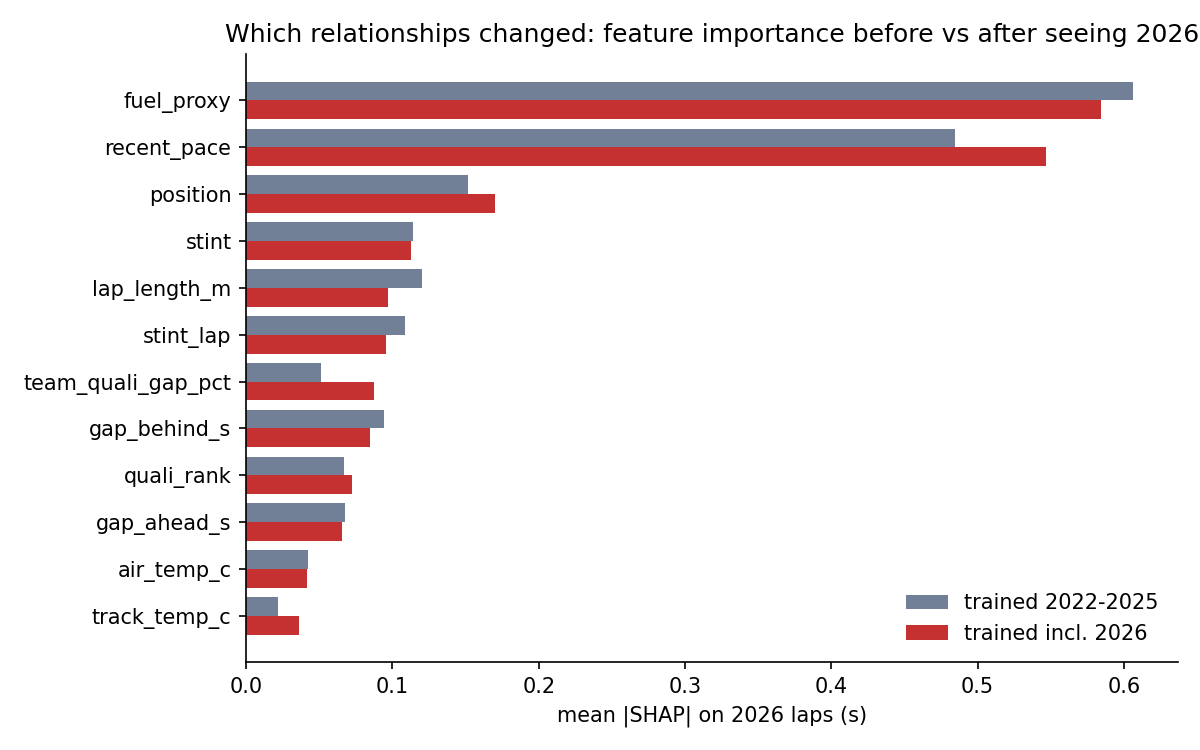 Which relationships changed: feature importance before vs after seeing 2026
fuel_proxy
recent_pace
position
stint
lap_length_m
stint_lap
team_quali_gap_pct
gap_behind_s
quali_rank
gap_ahead_s
air_temp_c
track_temp_c
trained 2022-2025
trained incl. 2026
0.0 0.1 0.2 0.3 0.4 0.5 0.6
mean |SHAP| on 2026 laps (s)